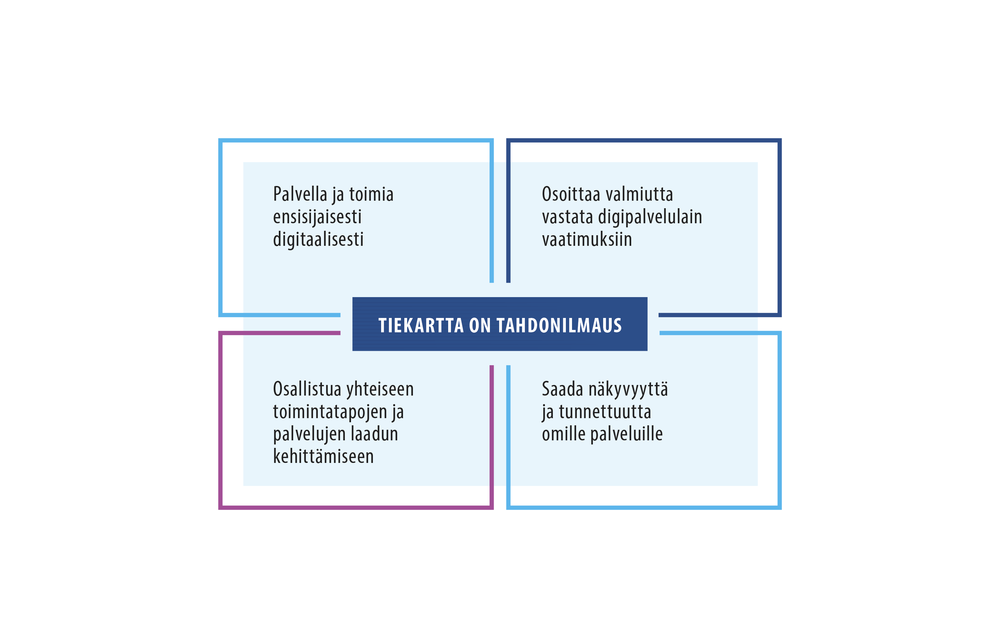 Palvella ja toimia
ensisijaisesti
digitaalisesti
Osoittaa valmiutta
vastata digipalvelulain
vaatimuksiin
TIEKARTTA ON TAHDONILMAUS
Osallistua yhteiseen
toimintatapojen ja
palvelujen laadun
kehittämiseen
Saada näkyvvyyttä
ja tunnettuutta
omille palveluille